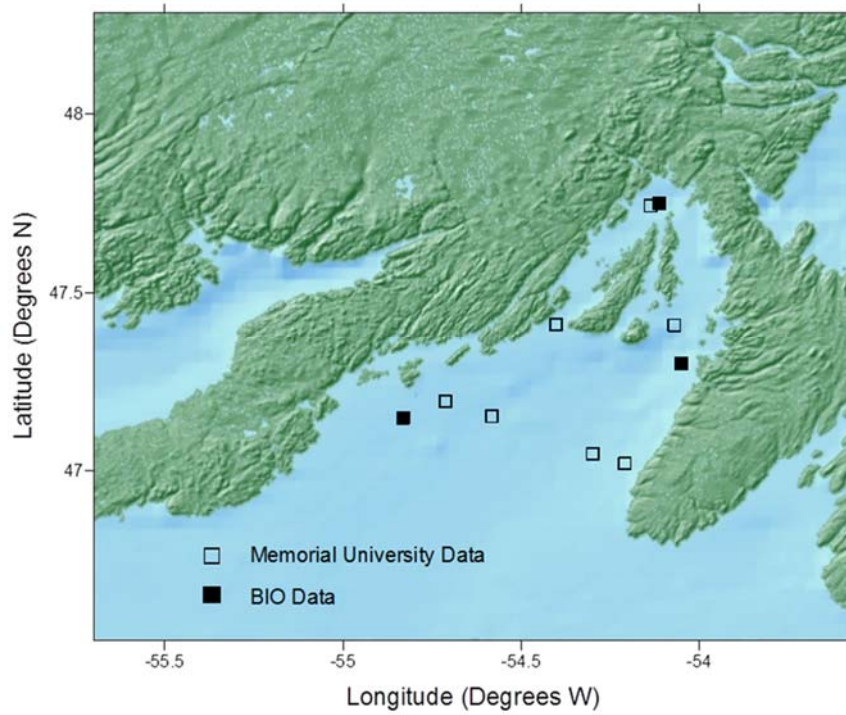 48
47.5
47
Latitude (Degrees N)
Memorial University Data
BIO Data
-55.5
-55
-54.5
-54
Longitude (Degrees W)